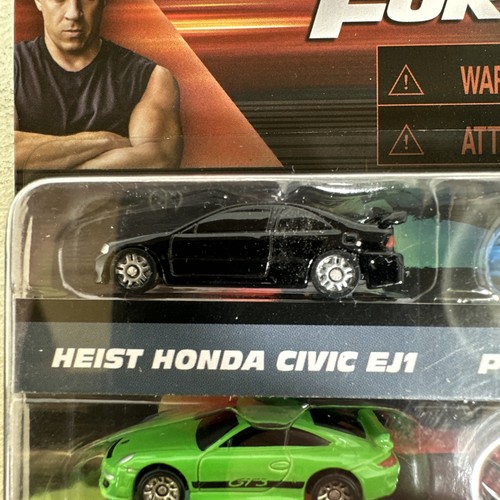 FUR
WAR
ATT
HEIST HONDA CIVIC EJ1
P
GT3